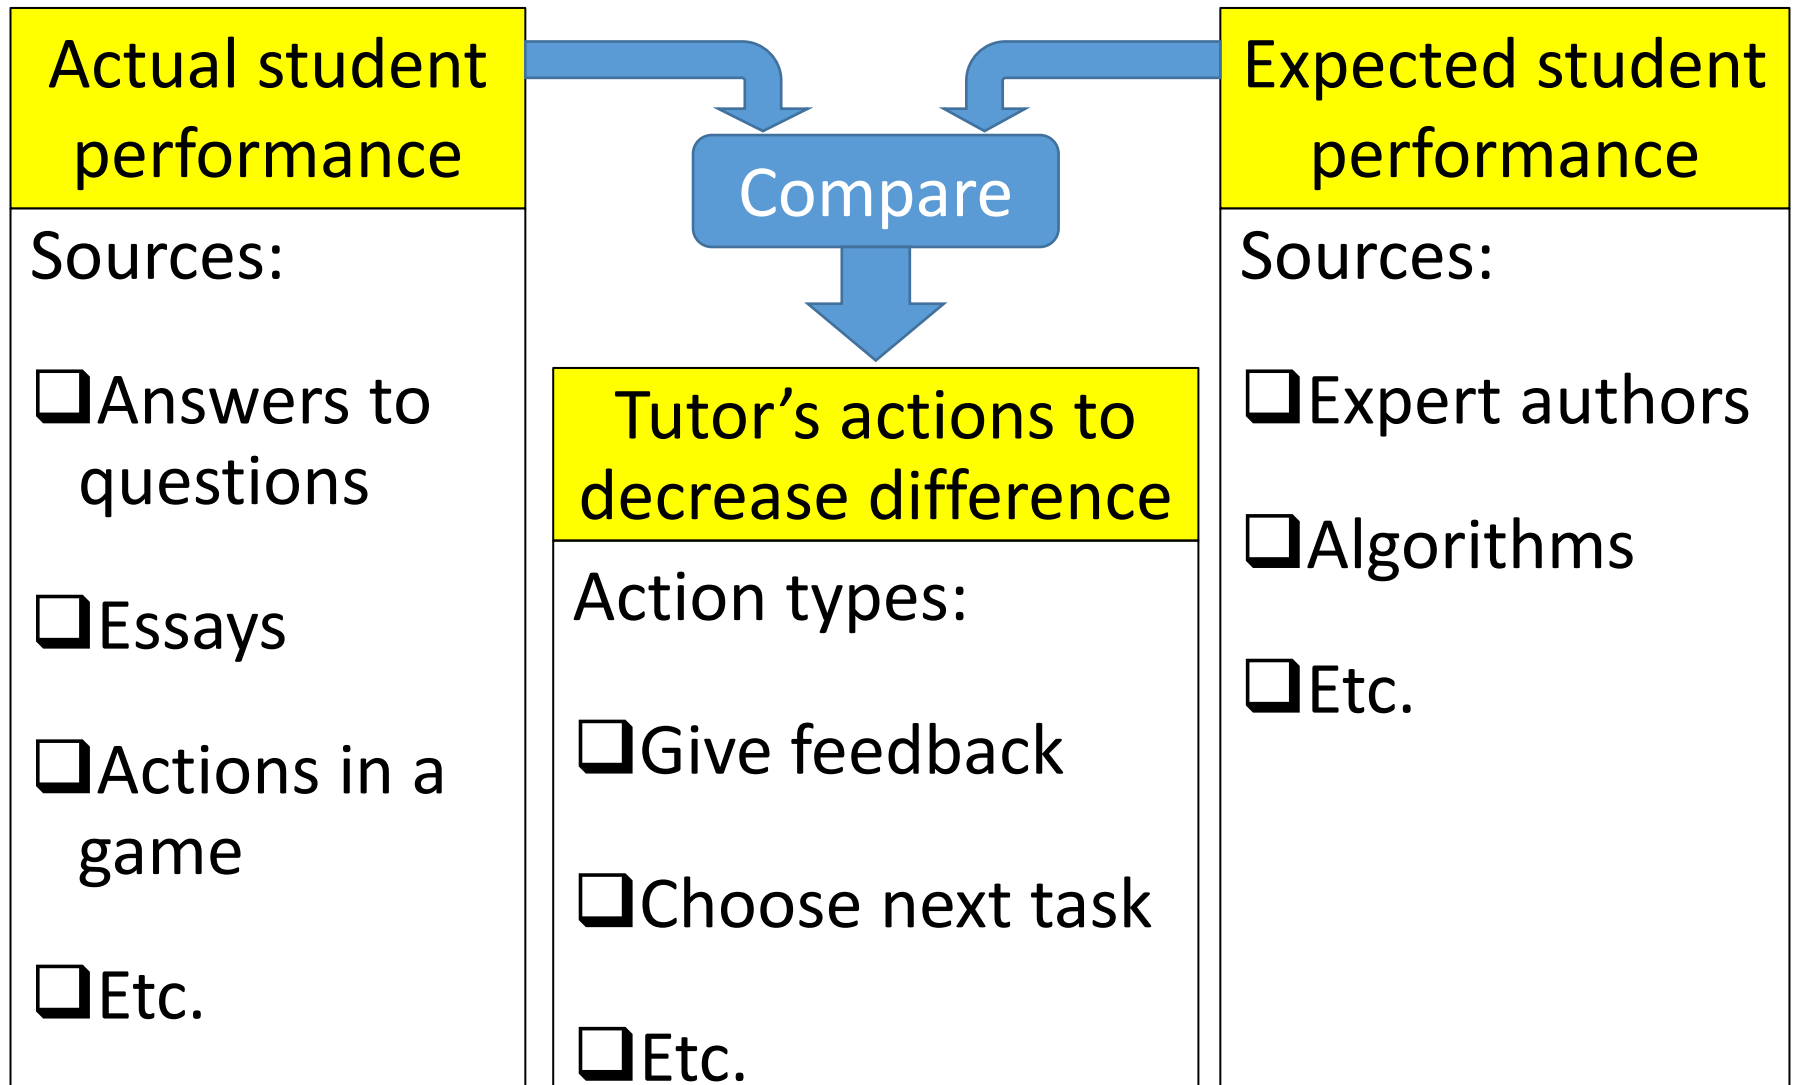 Actual student
performance
Sources:
❑Answers to
questions
❑Essays
❑Actions in a
game
❑Etc.
Compare
Tutor’s actions to
decrease difference
Action types:
❑Give feedback
❑Choose next task
❑Etc.
Expected student
performance
Sources:
❑Expert authors
❑Algorithms
❑Etc.